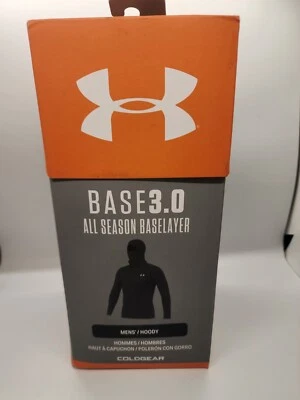 BASE3.0
ALL SEASON BASELAYER
MENS' / HOODY
HOMMES / HOMBRES
HAUT À CAPUCHON / POLERÓN CON GORRO
COLDGEAR